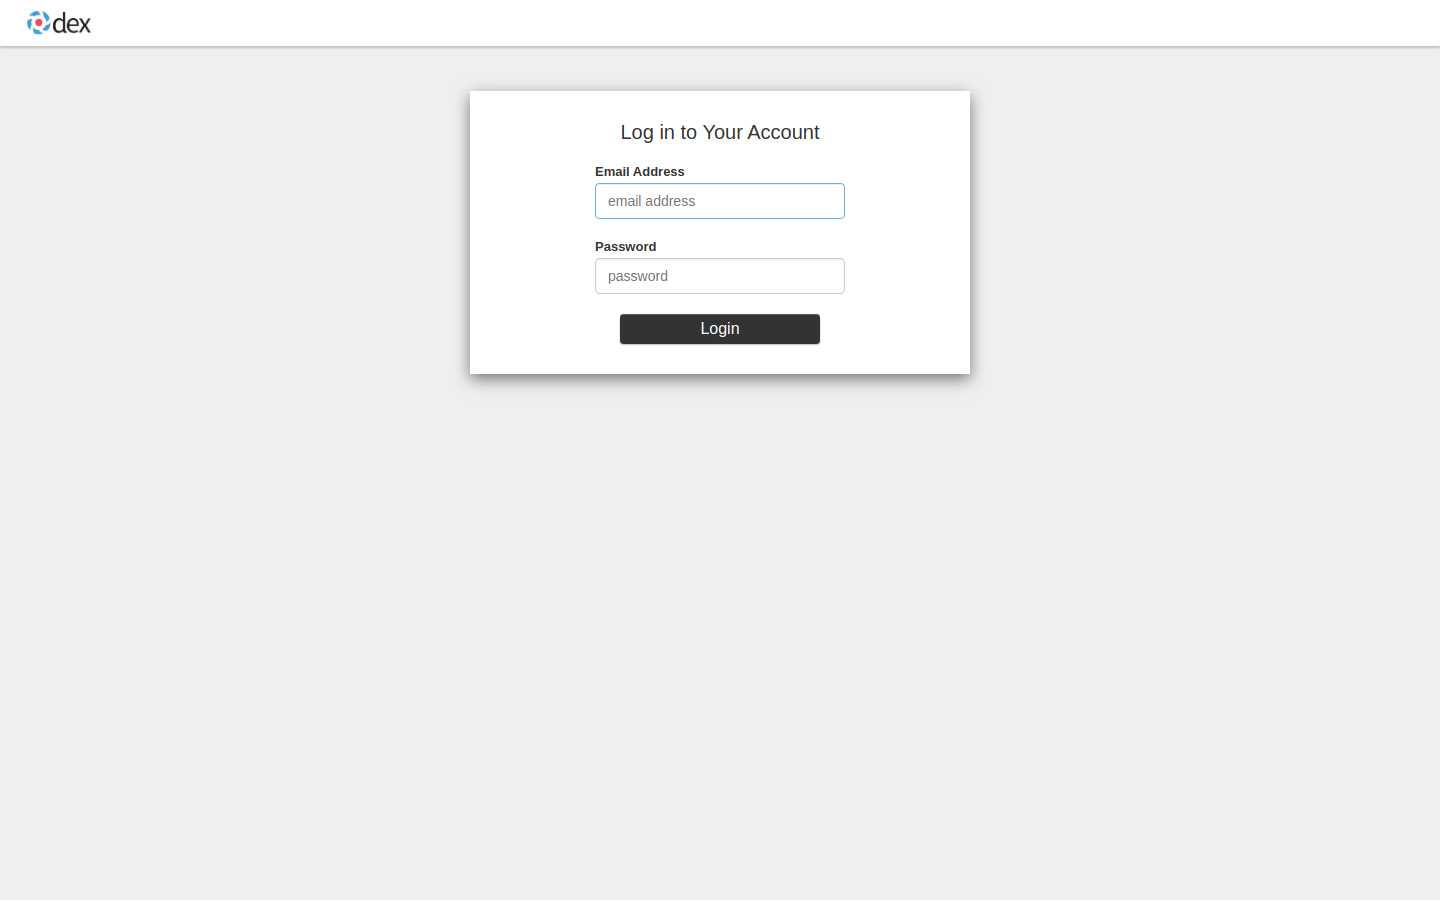 dex
Log in to Your Account
Email Address
email address
Password
password
Login